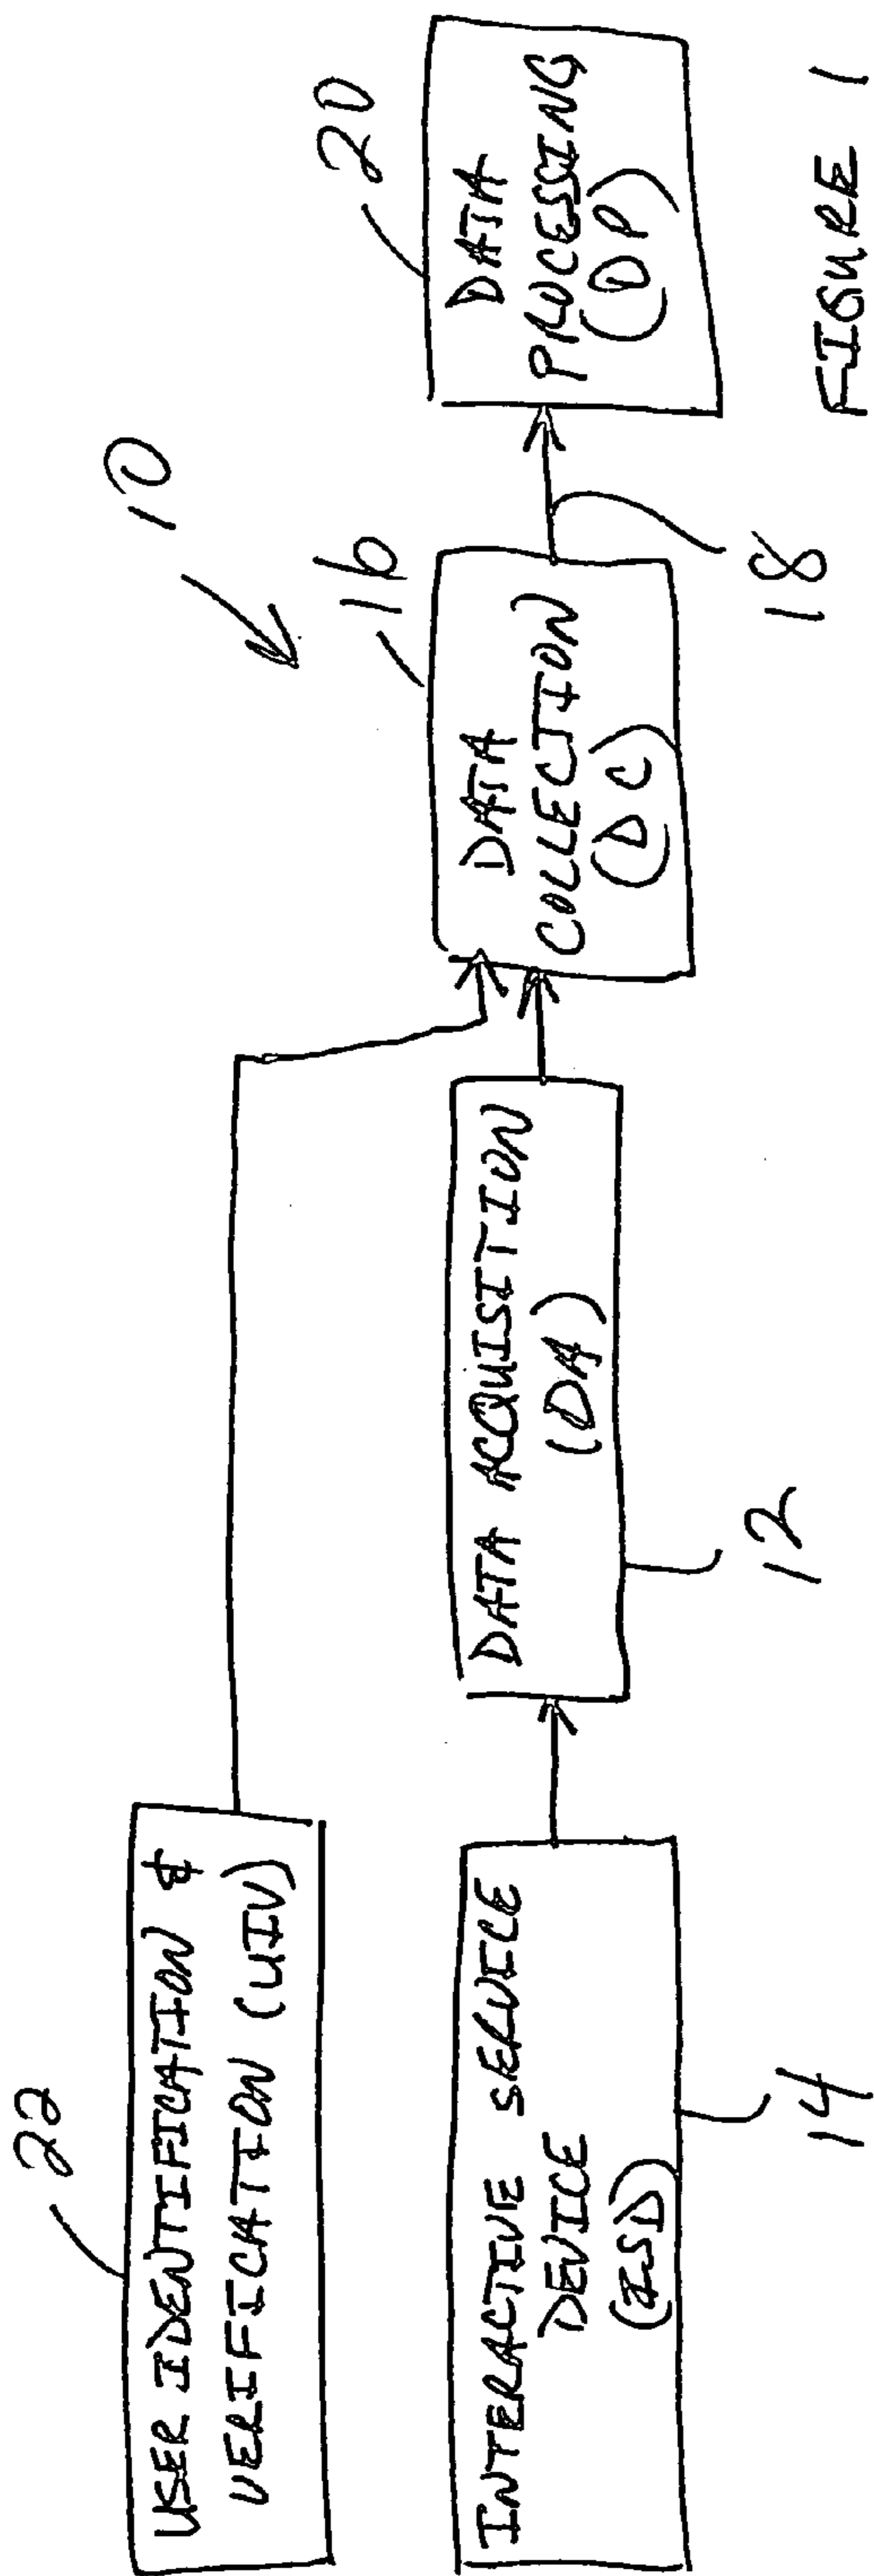 22
USER IDENTIFICATION &
VERIFICATION (UIV)
10
INTERACTIVE SERVICE
DEVICE
(ISD)
14
DATA ACQUISITION
(DA)
12
16
DATA
COLLECTION
(DC)
18
20
DATA
PROCESSING
(DP)
FIGURE 1